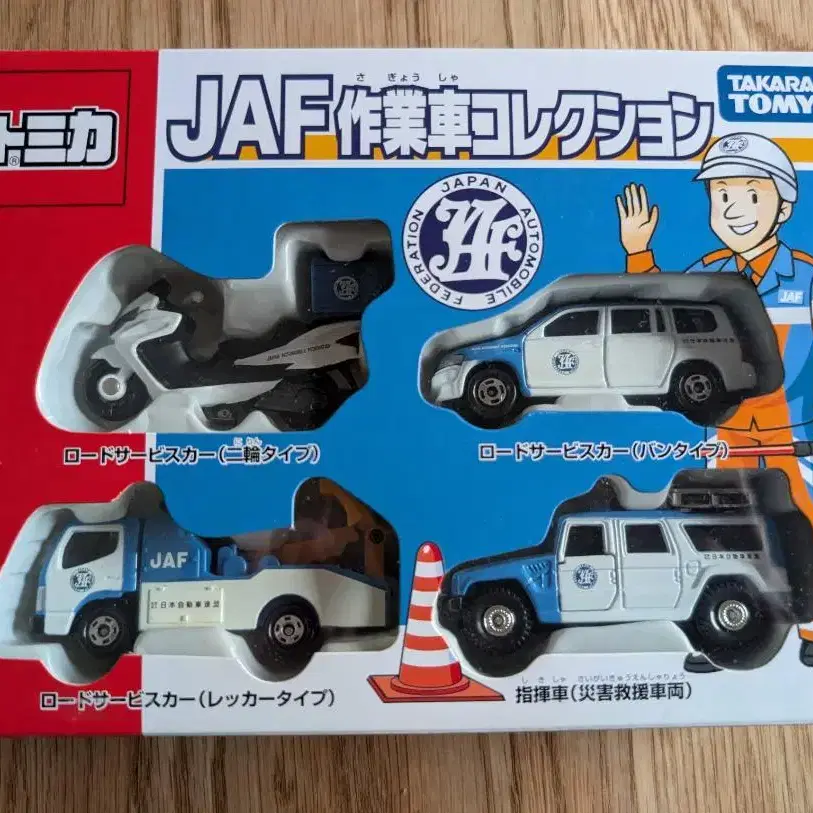 トミカ
®
JAF作業車コレクション
さぎょうしゃ
TAKARA
TOMY
JAPAN AUTOMOBILE FEDERATION
JAF
JAF
ロードサービスカー(二輪タイプ)
にりん
ロードサービスカー(バンタイプ)
JAF
ロードサービスカー(レッカータイプ)
指揮車(災害救援車両)
しきしゃ さいがいきゅうえんしゃりょう